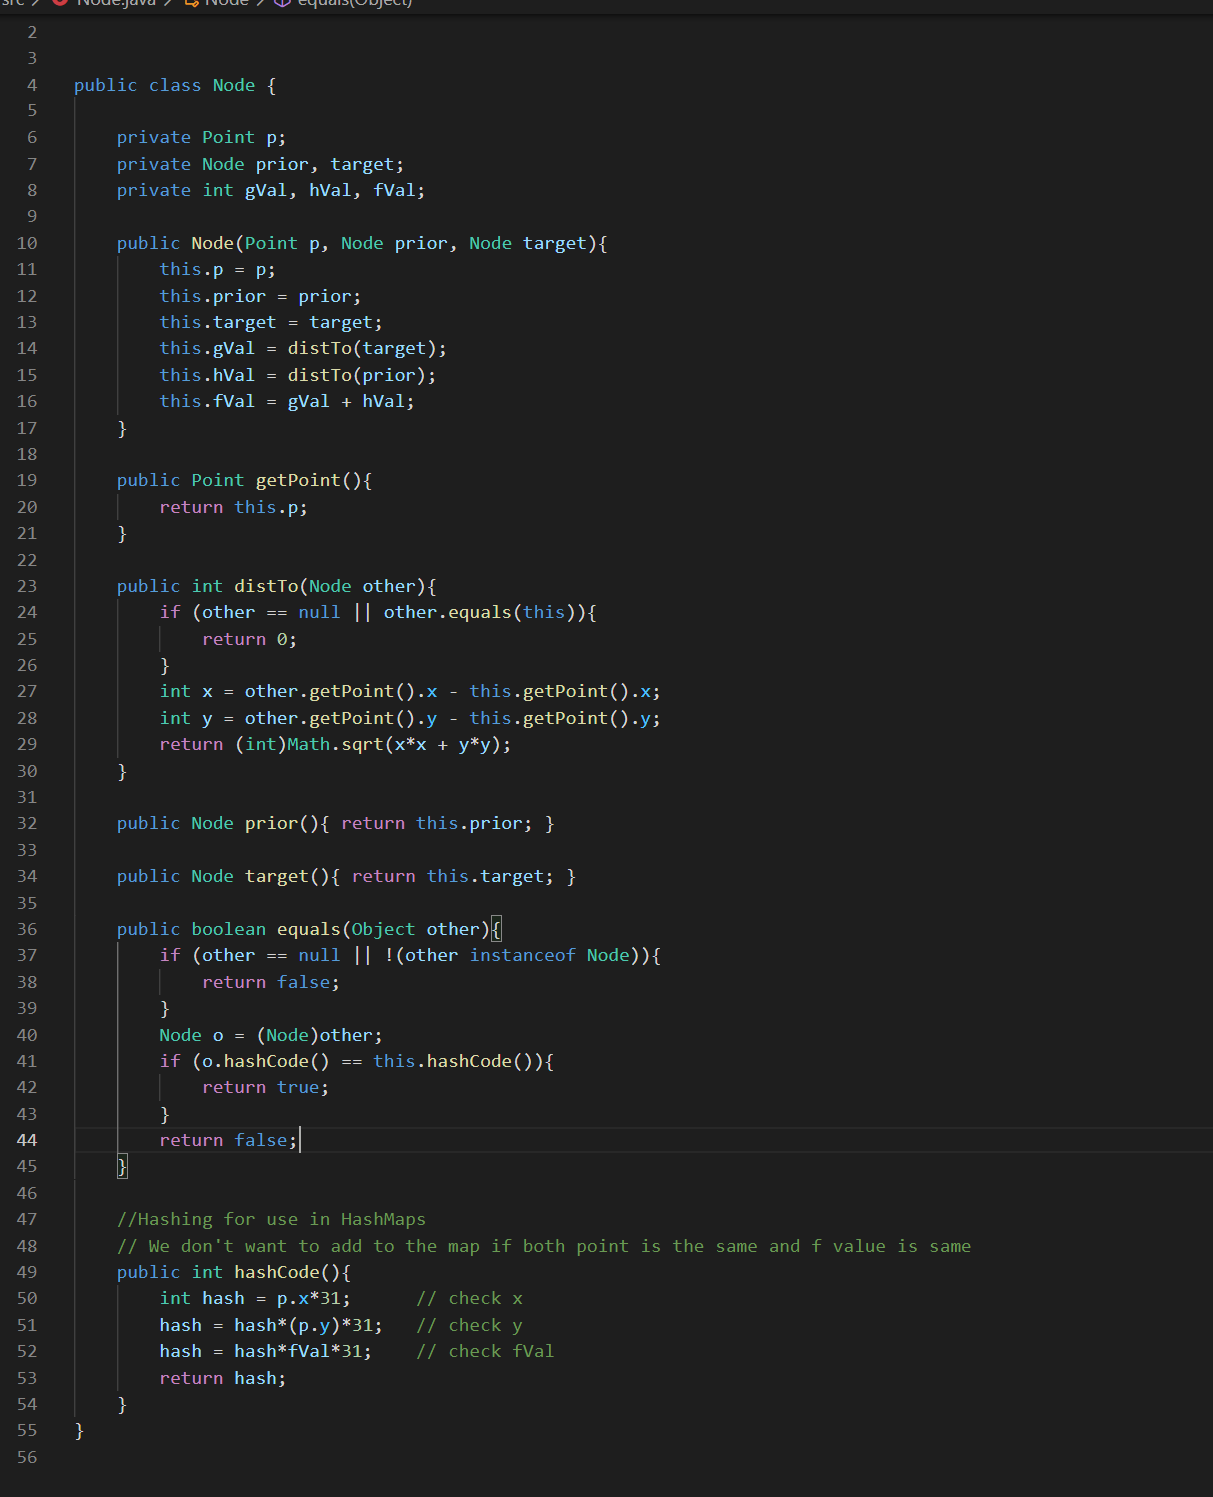 src > Node.java > Node > equals(Object)
2
3
4 public class Node {
5
6 private Point p;
7 private Node prior, target;
8 private int gVal, hVal, fVal;
9
10 public Node(Point p, Node prior, Node target){
11 this.p = p;
12 this.prior = prior;
13 this.target = target;
14 this.gVal = distTo(target);
15 this.hVal = distTo(prior);
16 this.fVal = gVal + hVal;
17 }
18
19 public Point getPoint(){
20 return this.p;
21 }
22
23 public int distTo(Node other){
24 if (other == null || other.equals(this)){
25 return 0;
26 }
27 int x = other.getPoint().x - this.getPoint().x;
28 int y = other.getPoint().y - this.getPoint().y;
29 return (int)Math.sqrt(x*x + y*y);
30 }
31
32 public Node prior(){ return this.prior; }
33
34 public Node target(){ return this.target; }
35
36 public boolean equals(Object other){
37 if (other == null || !(other instanceof Node)){
38 return false;
39 }
40 Node o = (Node)other;
41 if (o.hashCode() == this.hashCode()){
42 return true;
43 }
44 return false;
45 }
46
47 //Hashing for use in HashMaps
48 // We don't want to add to the map if both point is the same and f value is same
49 public int hashCode(){
50 int hash = p.x*31; // check x
51 hash = hash*(p.y)*31; // check y
52 hash = hash*fVal*31; // check fVal
53 return hash;
54 }
55 }
56